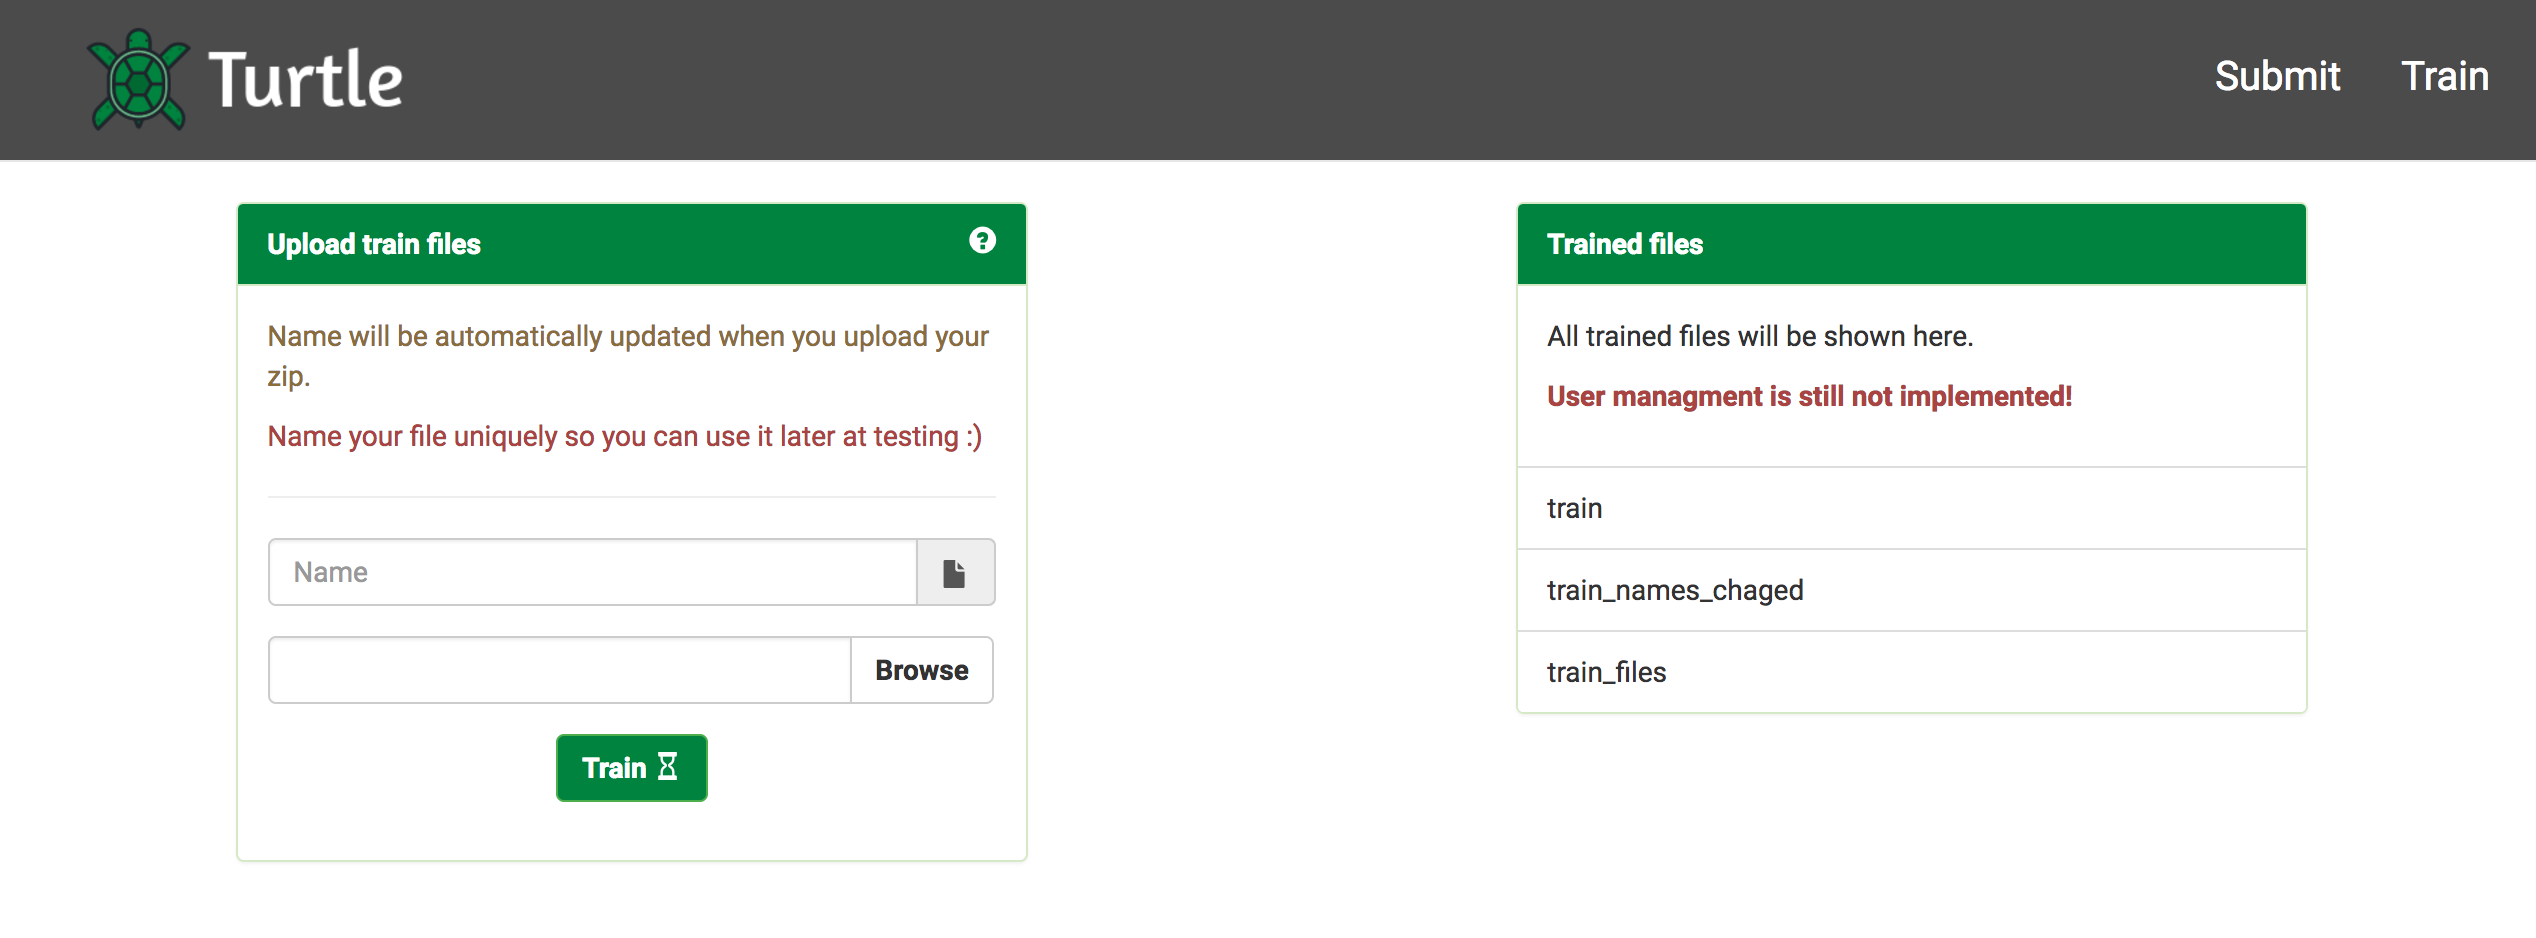 Turtle
Submit
Train
Upload train files
Name will be automatically updated when you upload your
zip.
Name your file uniquely so you can use it later at testing :)
Name
Browse
Train
Trained files
All trained files will be shown here.
User managment is still not implemented!
train
train_names_chaged
train_files